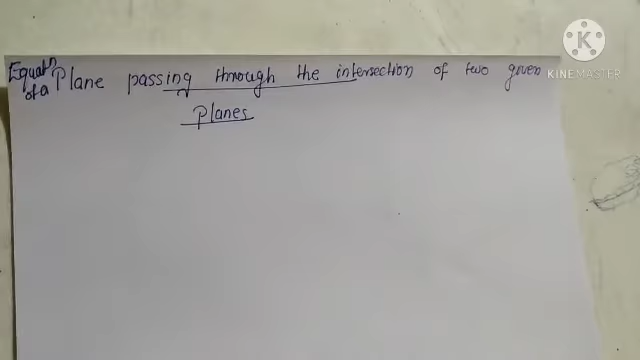 Equatn of a Plane passing through the intersection of two given
planes
KINEMASTER